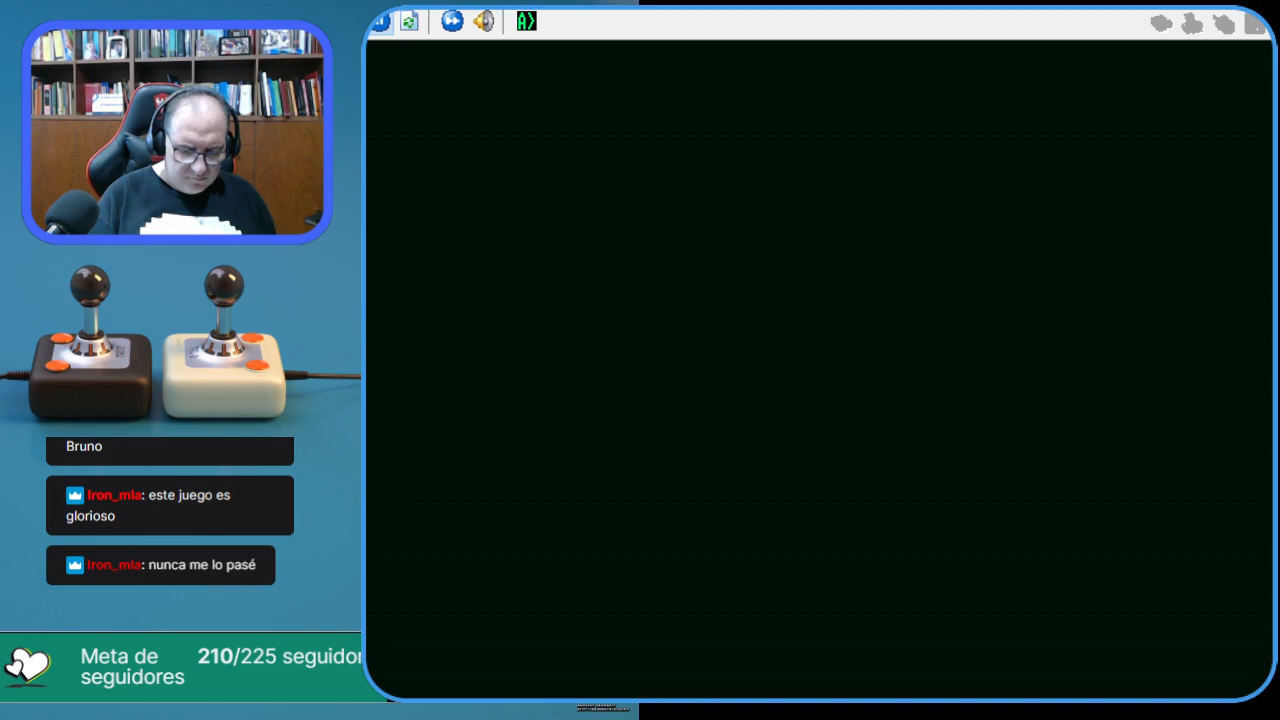 A>
Bruno
Iron_mla: este juego es
glorioso
Iron_mla: nunca me lo pasé
Meta de
seguidores
210/225 seguidor